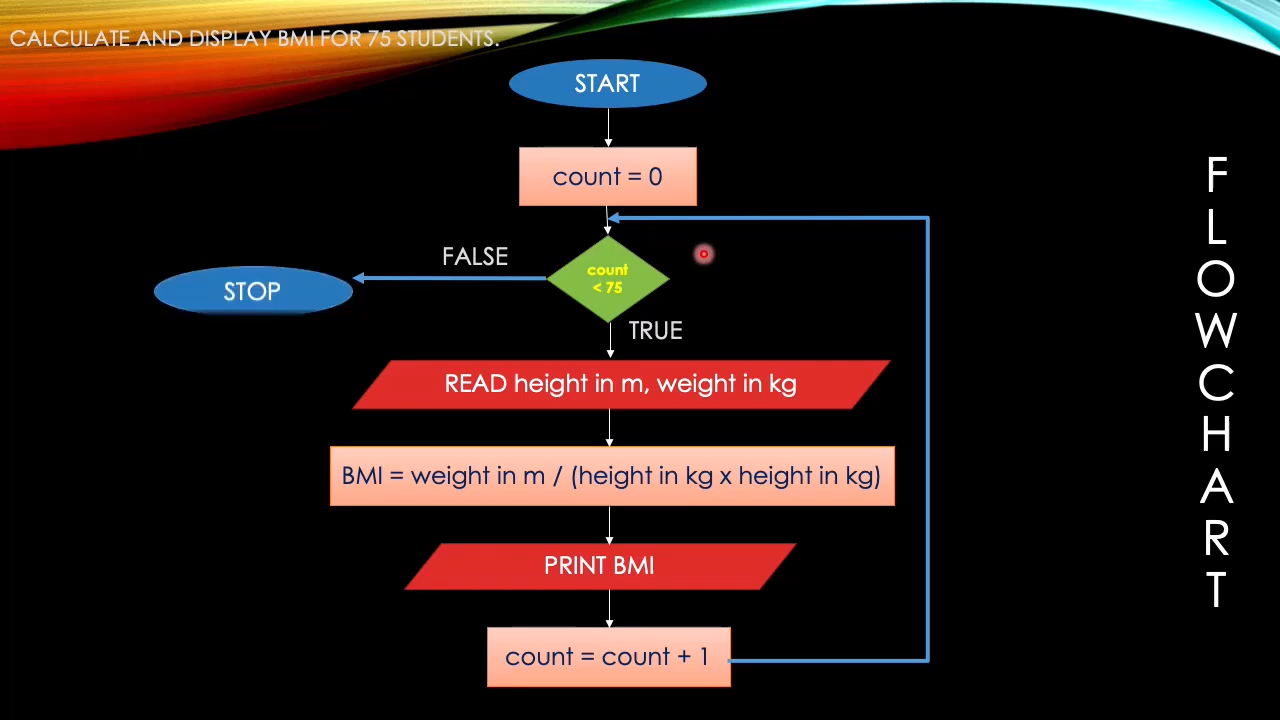 CALCULATE AND DISPLAY BMI FOR 75 STUDENTS.
START
count = 0
FALSE
count
< 75
STOP
TRUE
READ height in m, weight in kg
BMI = weight in m / (height in kg x height in kg)
PRINT BMI
count = count + 1
F
L
O
W
C
H
A
R
T